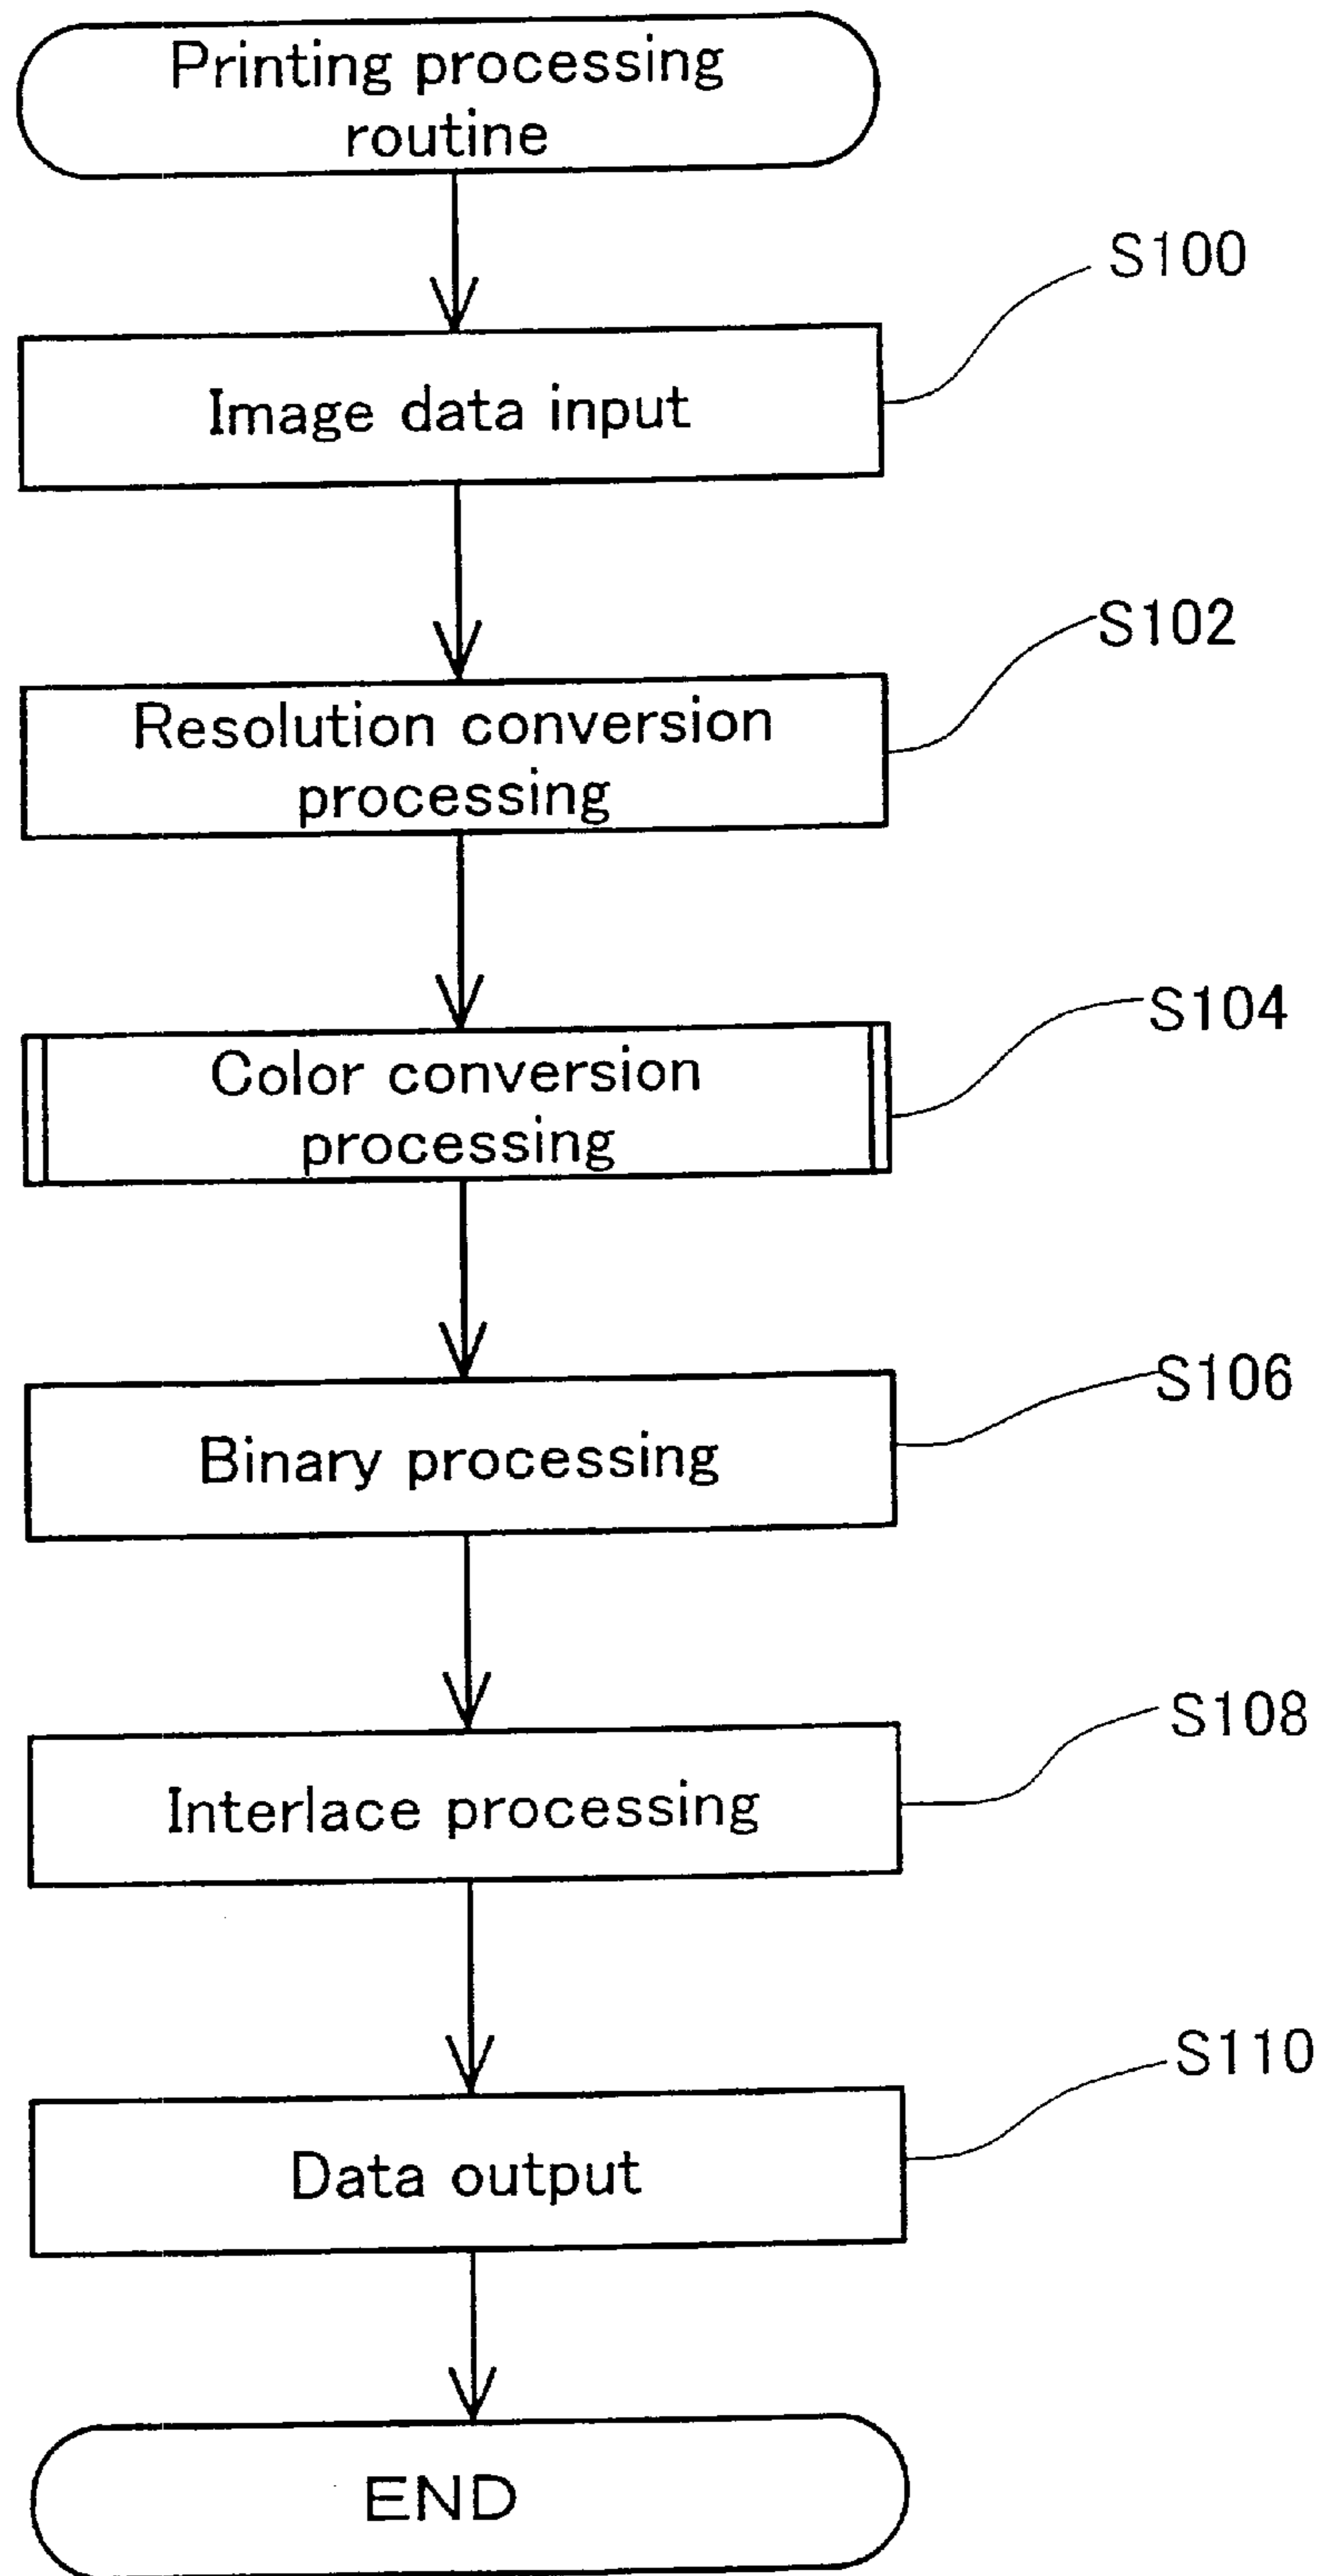 Printing processing
routine
S100
Image data input
S102
Resolution conversion
processing
S104
Color conversion
processing
S106
Binary processing
S108
Interlace processing
S110
Data output
END